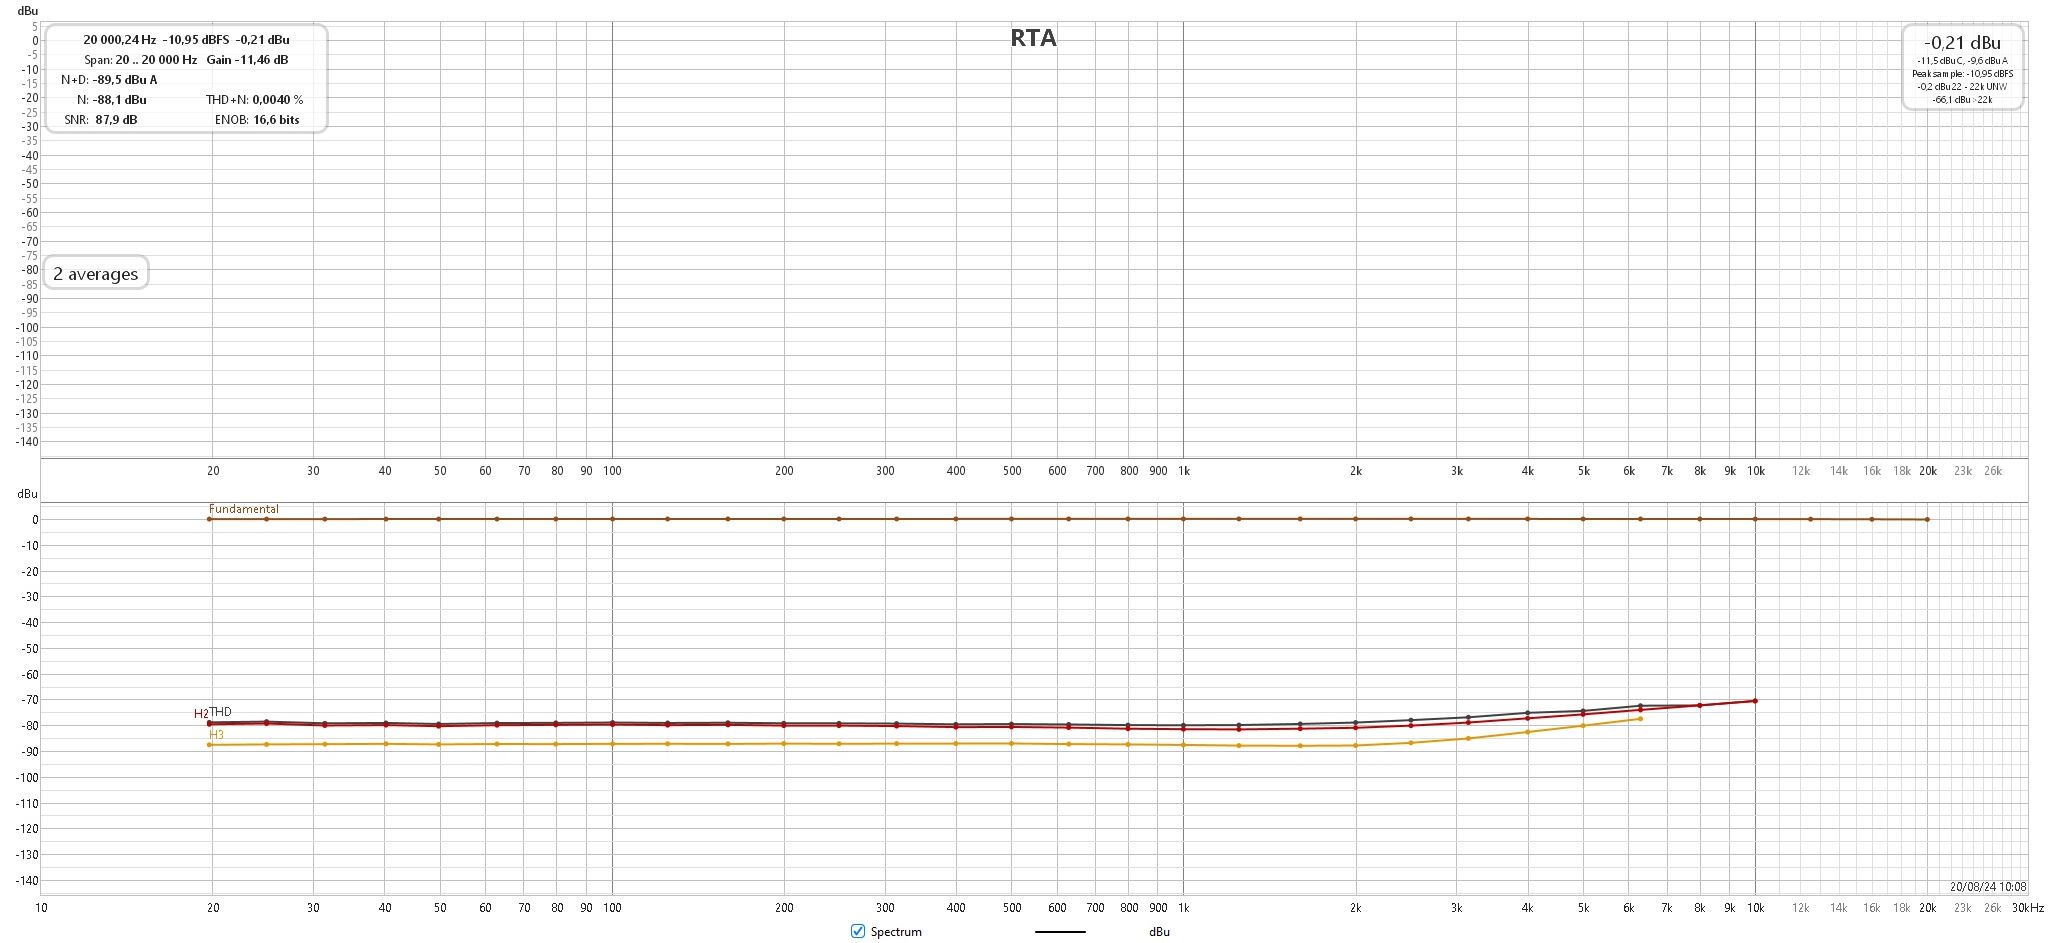 dBu
RTA
5
0
-5
-10
-15
-20
-25
-30
-35
-40
-45
-50
-55
-60
-65
-70
-75
-80
-85
-90
-95
-100
-105
-110
-115
-120
-125
-130
-135
-140
20 000,24 Hz -10,95 dBFS -0,21 dBu
Span: 20 .. 20 000 Hz Gain -11,46 dB
N+D: -89,5 dBu A
N: -88,1 dBu THD+N: 0,0040 %
SNR: 87,9 dB ENOB: 16,6 bits
-0,21 dBu
-11,5 dBu C, -9,6 dBu A
Peak sample: -10,95 dBFS
-0,2 dBu 22 - 22k UNW
-66,1 dBu >22k
2 averages
20 30 40 50 60 70 80 90 100 200 300 400 500 600 700 800 900 1k 2k 3k 4k 5k 6k 7k 8k 9k 10k 12k 14k 16k 18k 20k 23k 26k
dBu
0
-10
-20
-30
-40
-50
-60
-70
-80
-90
-100
-110
-120
-130
-140
Fundamental
H2 THD
H3
20/08/24 10:08
10 20 30 40 50 60 70 80 90 100 200 300 400 500 600 700 800 900 1k 2k 3k 4k 5k 6k 7k 8k 9k 10k 12k 14k 16k 18k 20k 23k 26k 30kHz
Spectrum dBu